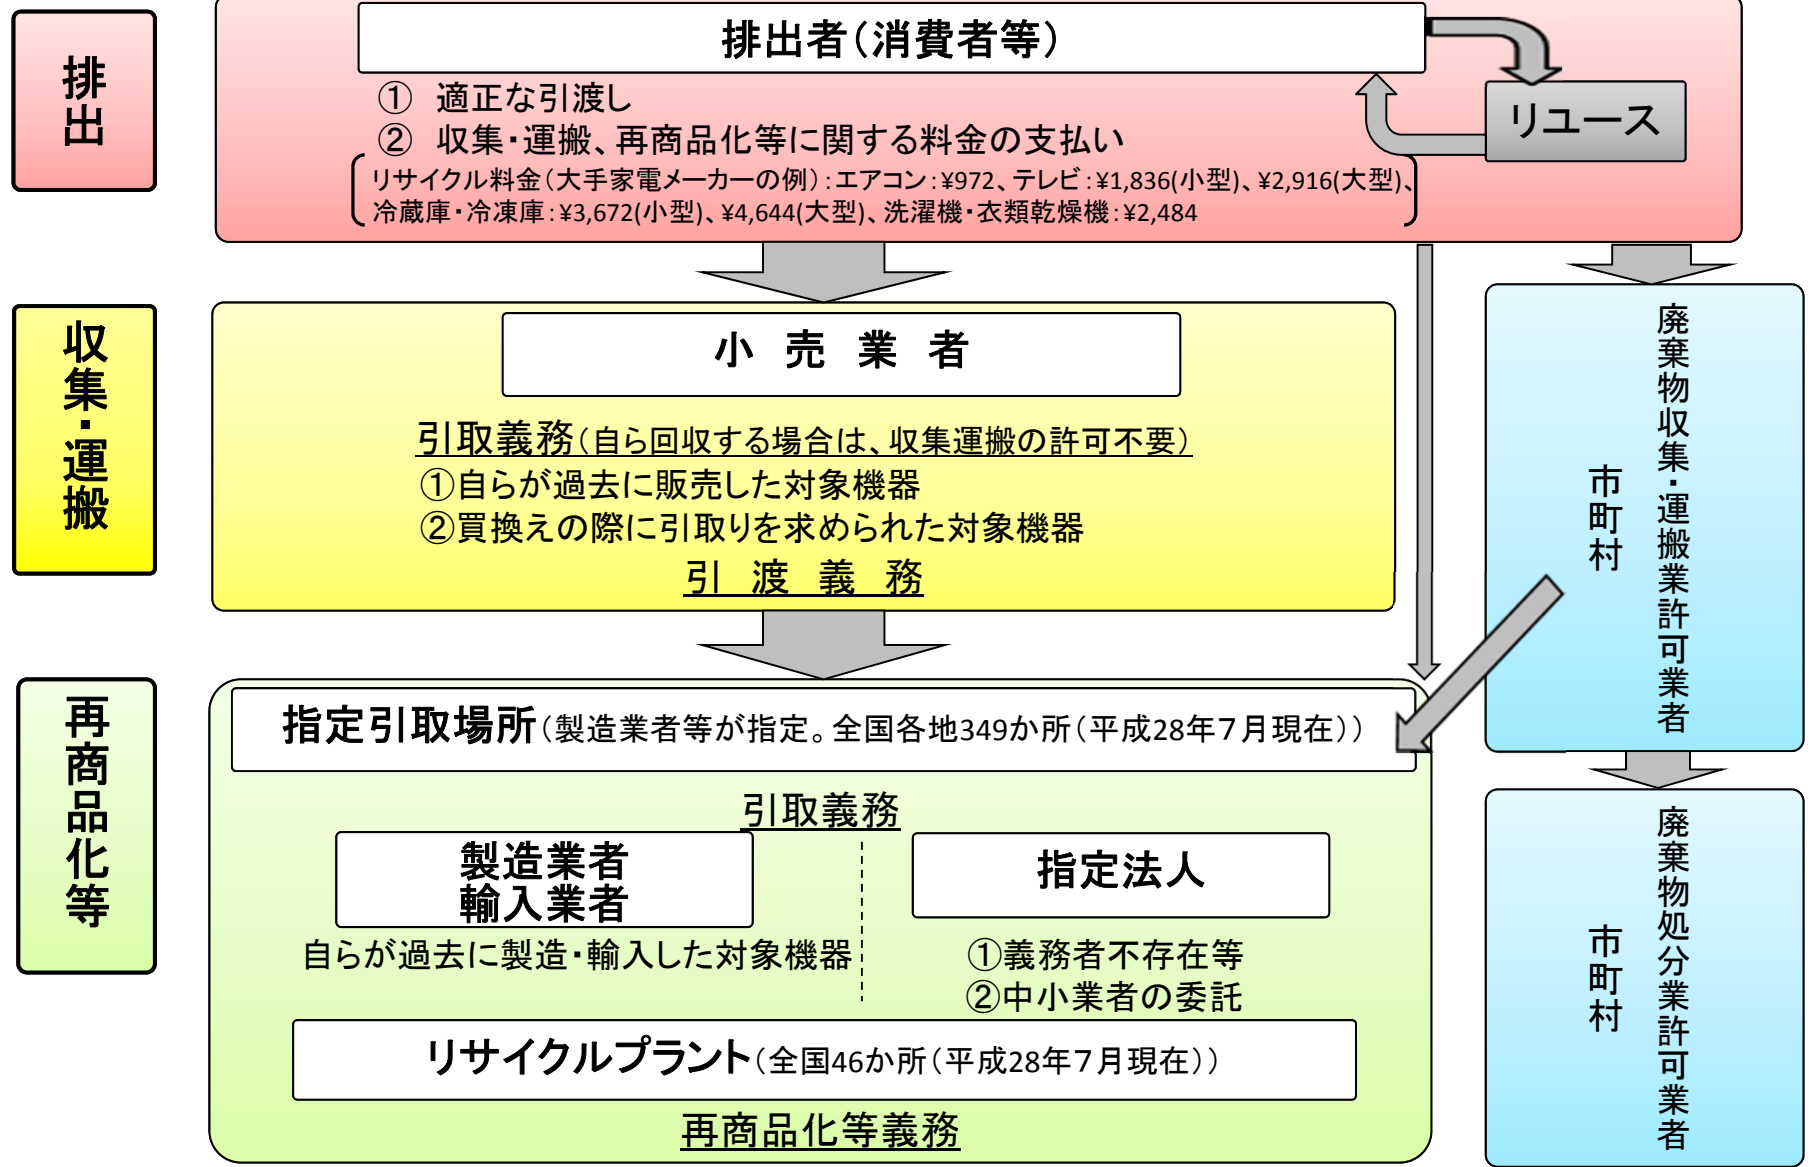 排出
排出者（消費者等）
① 適正な引渡し
② 収集・運搬、再商品化等に関する料金の支払い
リサイクル料金（大手家電メーカーの例）：エアコン：¥972、テレビ：¥1,836(小型)、¥2,916(大型)、
冷蔵庫・冷凍庫：¥3,672(小型)、¥4,644(大型)、洗濯機・衣類乾燥機：¥2,484
リユース
収集・運搬
小売業者
引取義務（自ら回収する場合は、収集運搬の許可不要）
①自らが過去に販売した対象機器
②買換えの際に引取りを求められた対象機器
引渡義務
廃棄物収集・運搬業許可業者
市町村
再商品化等
指定引取場所（製造業者等が指定。全国各地349か所（平成28年７月現在））
引取義務
製造業者
輸入業者
自らが過去に製造・輸入した対象機器
指定法人
①義務者不存在等
②中小業者の委託
リサイクルプラント（全国46か所（平成28年７月現在））
再商品化等義務
廃棄物処分業許可業者
市町村